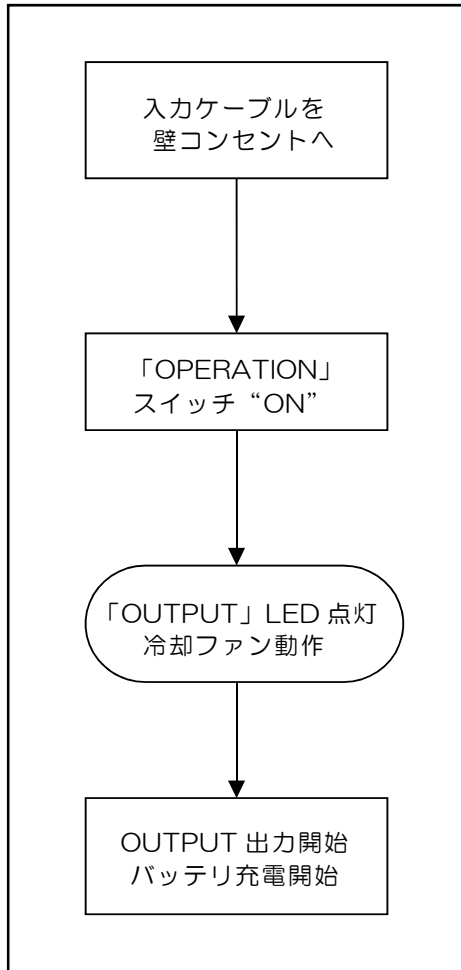 入力ケーブルを
壁コンセントへ
「OPERATION」
スイッチ“ON”
「OUTPUT」LED 点灯
冷却ファン動作
OUTPUT 出力開始
バッテリ充電開始